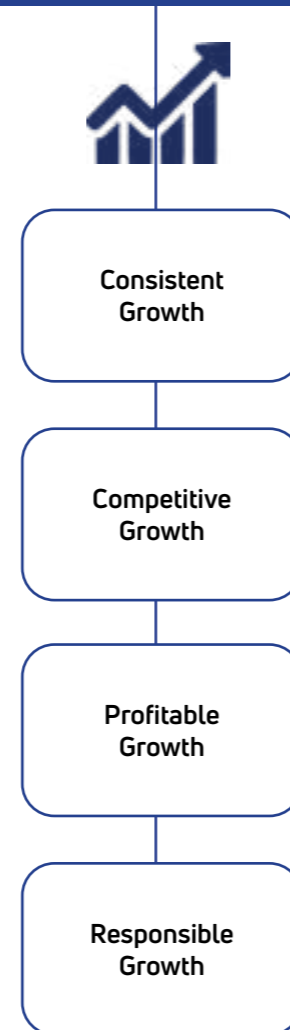 Consistent
Growth
Competitive
Growth
Profitable
Growth
Responsible
Growth